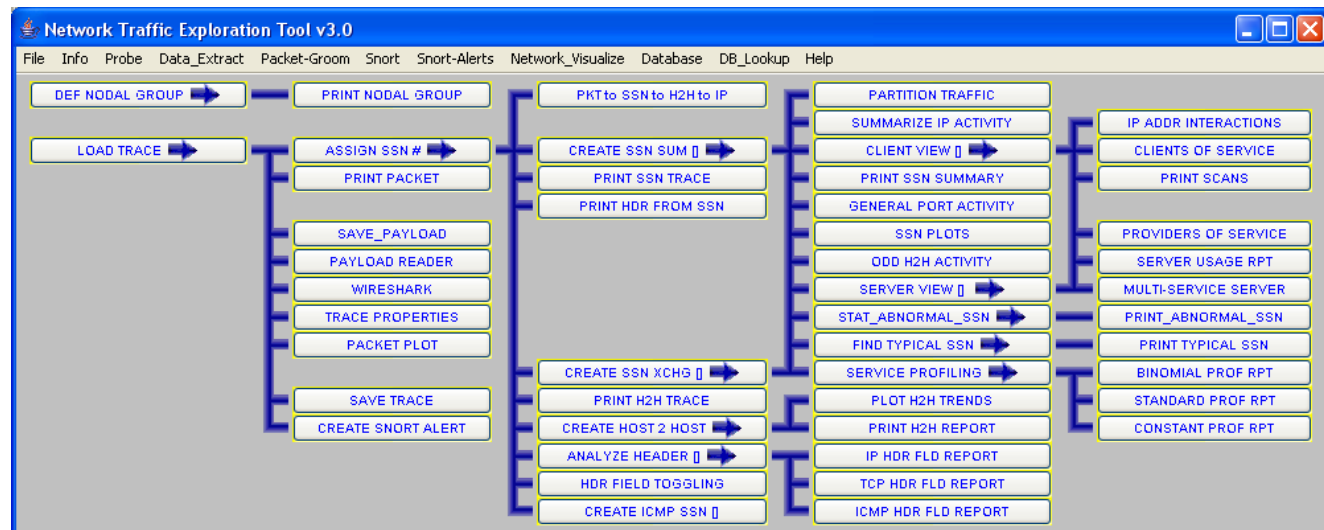 Network Traffic Exploration Tool v3.0
File Info Probe Data_Extract Packet-Groom Snort Snort-Alerts Network_Visualize Database DB_Lookup Help
DEF NODAL GROUP PRINT NODAL GROUP PKT to SSN to H2H to IP PARTITION TRAFFIC
SUMMARIZE IP ACTIVITY IP ADDR INTERACTIONS
LOAD TRACE ASSIGN SSN # CREATE SSN SUM [] CLIENT VIEW [] CLIENTS OF SERVICE
PRINT PACKET PRINT SSN TRACE PRINT SSN SUMMARY PRINT SCANS
PRINT HDR FROM SSN GENERAL PORT ACTIVITY
SAVE_PAYLOAD SSN PLOTS PROVIDERS OF SERVICE
PAYLOAD READER ODD H2H ACTIVITY SERVER USAGE RPT
WIRESHARK SERVER VIEW [] MULTI-SERVICE SERVER
TRACE PROPERTIES STAT_ABNORMAL_SSN PRINT_ABNORMAL_SSN
PACKET PLOT FIND TYPICAL SSN PRINT TYPICAL SSN
CREATE SSN XCHG [] SERVICE PROFILING BINOMIAL PROF RPT
SAVE TRACE PRINT H2H TRACE PLOT H2H TRENDS STANDARD PROF RPT
CREATE SNORT ALERT CREATE HOST 2 HOST PRINT H2H REPORT CONSTANT PROF RPT
ANALYZE HEADER [] IP HDR FLD REPORT
HDR FIELD TOGGLING TCP HDR FLD REPORT
CREATE ICMP SSN [] ICMP HDR FLD REPORT